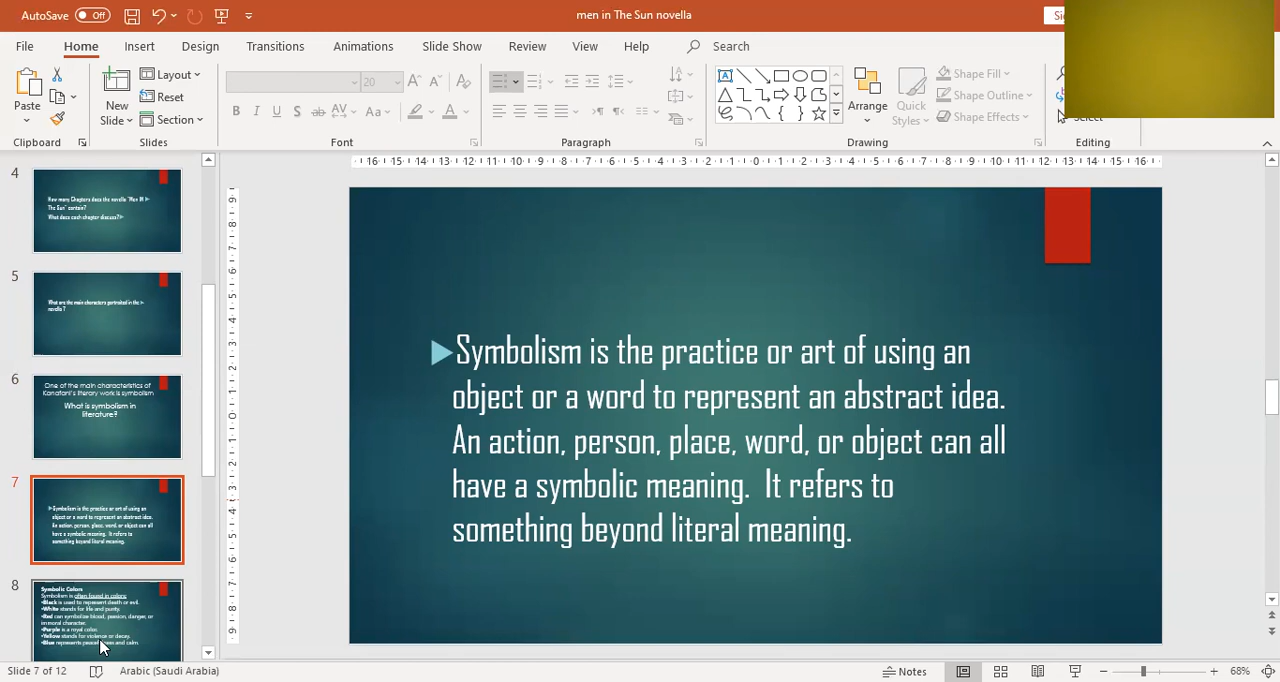 AutoSave Off men in The Sun novella
File Home Insert Design Transitions Animations Slide Show Review View Help Search
Paste
New
Slide
Layout
Reset
Section
20
Arrange
Quick
Styles
Shape Fill
Shape Outline
Shape Effects
Select
Clipboard Slides Font Paragraph Drawing Editing
4
How many Chapters does the novella "Men IN
The Sun" contain?
What does each chapter discuss?
5
What are the main characters portraited in the
novella ?
6
One of the main characteristics of
Kanafani's literary work is symbolism
What is symbolism in
literature?
7
Symbolism is the practice or art of using an
object or a word to represent an abstract idea.
An action, person, place, word, or object can all
have a symbolic meaning. It refers to
something beyond literal meaning.
8
Symbolic Colors
Symbolism is often found in colors:
•Black is used to represent death or evil.
•White stands for life and purity.
•Red can symbolize blood, passion, danger, or
immoral character.
•Purple is a royal color.
•Yellow stands for violence or decay.
Symbolism is the practice or art of using an
object or a word to represent an abstract idea.
An action, person, place, word, or object can all
have a symbolic meaning. It refers to
something beyond literal meaning.
Slide 7 of 12 Arabic (Saudi Arabia) Notes 68%